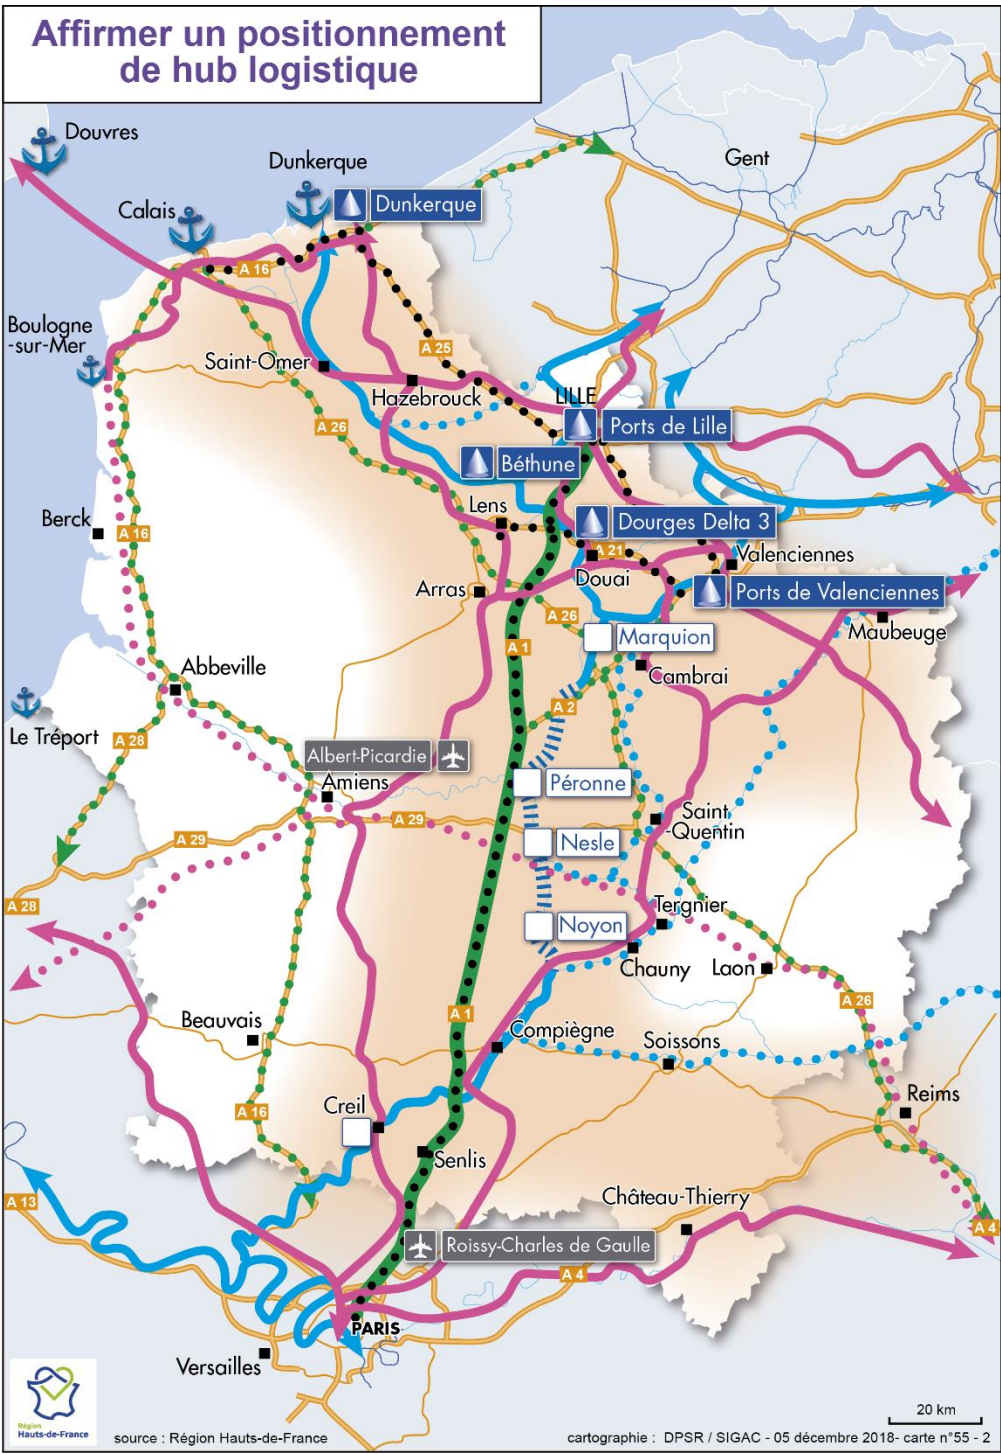 Affirmer un positionnement
de hub logistique
Douvres
Dunkerque
Gent
Calais
Dunkerque
A 16
Boulogne
-sur-Mer
A 25
Saint-Omer
Hazebrouck
LILLE
A 26
Ports de Lille
Béthune
Lens
Berck
A 16
Dourges Delta 3
A 21
Valenciennes
Douai
Arras
Ports de Valenciennes
A 26
Marquion
Maubeuge
A 1
Abbeville
Cambrai
Le Tréport
A 28
A 2
Albert-Picardie
Amiens
Péronne
A 29
A 29
Saint
-Quentin
Nesle
A 28
Tergnier
Noyon
Chauny
Laon
A 26
A 1
Beauvais
Compiègne
Soissons
A 16
Creil
Reims
Senlis
A 13
Château-Thierry
A 4
Roissy-Charles de Gaulle
A 4
PARIS
Versailles
Région
Hauts-de-France
20 km
source : Région Hauts-de-France
cartographie : DPSR / SIGAC - 05 décembre 2018- carte n°55 - 2